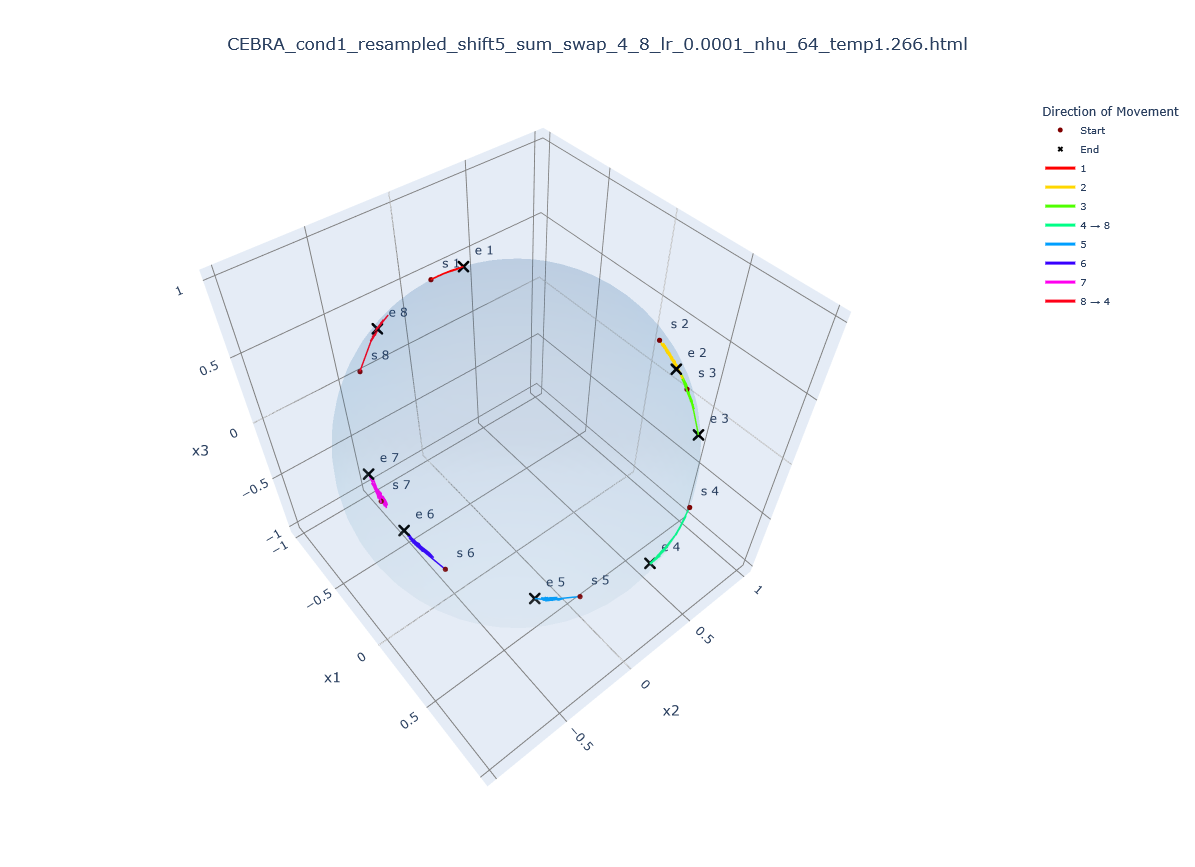 CEBRA_cond1_resampled_shift5_sum_swap_4_8_lr_0.0001_nhu_64_temp1.266.html
Direction of Movement
Start
End
1
2
3
4 → 8
5
6
7
8 → 4
e 1
s 1
e 8
s 8
s 2
e 2
s 3
e 3
e 7
s 7
s 4
e 6
s 6
e 4
e 5
s 5
1
0.5
0
−0.5
−1
x3
−1
−0.5
0
0.5
x1
1
0.5
0
−0.5
x2